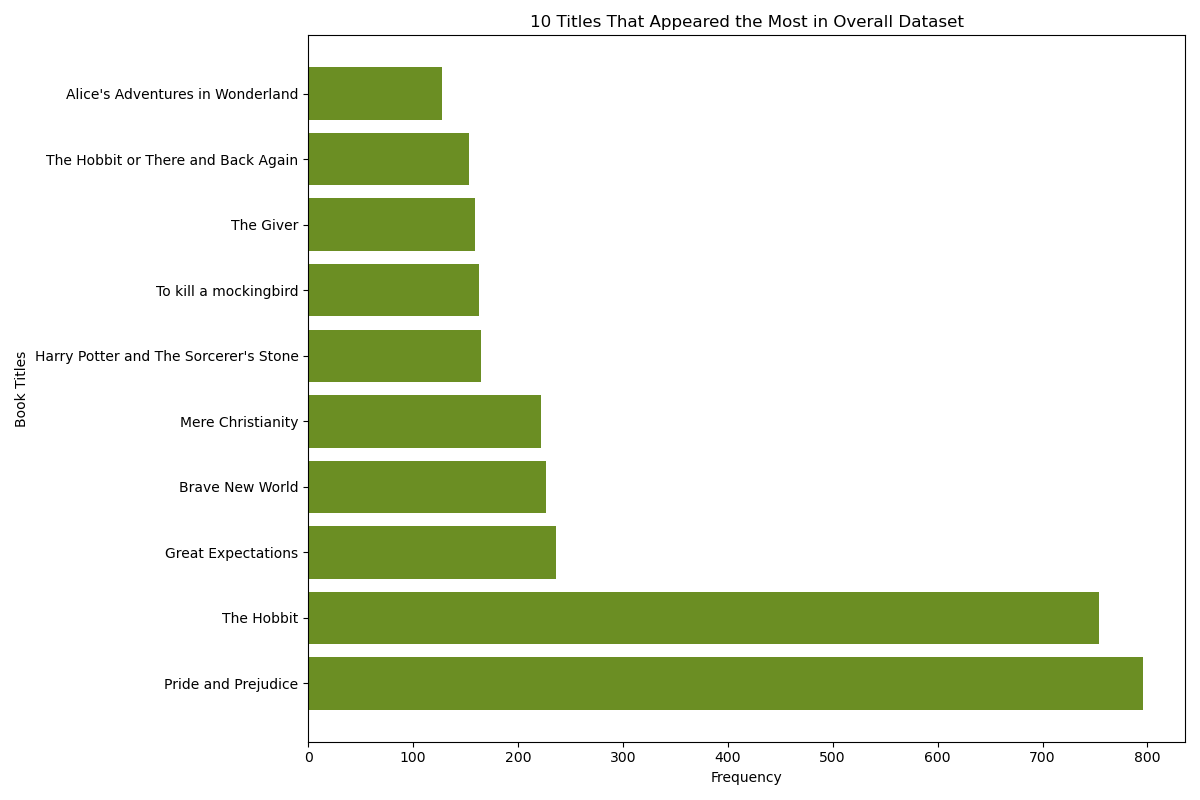 10 Titles That Appeared the Most in Overall Dataset
Book Titles
Alice's Adventures in Wonderland
The Hobbit or There and Back Again
The Giver
To kill a mockingbird
Harry Potter and The Sorcerer's Stone
Mere Christianity
Brave New World
Great Expectations
The Hobbit
Pride and Prejudice
0 100 200 300 400 500 600 700 800
Frequency